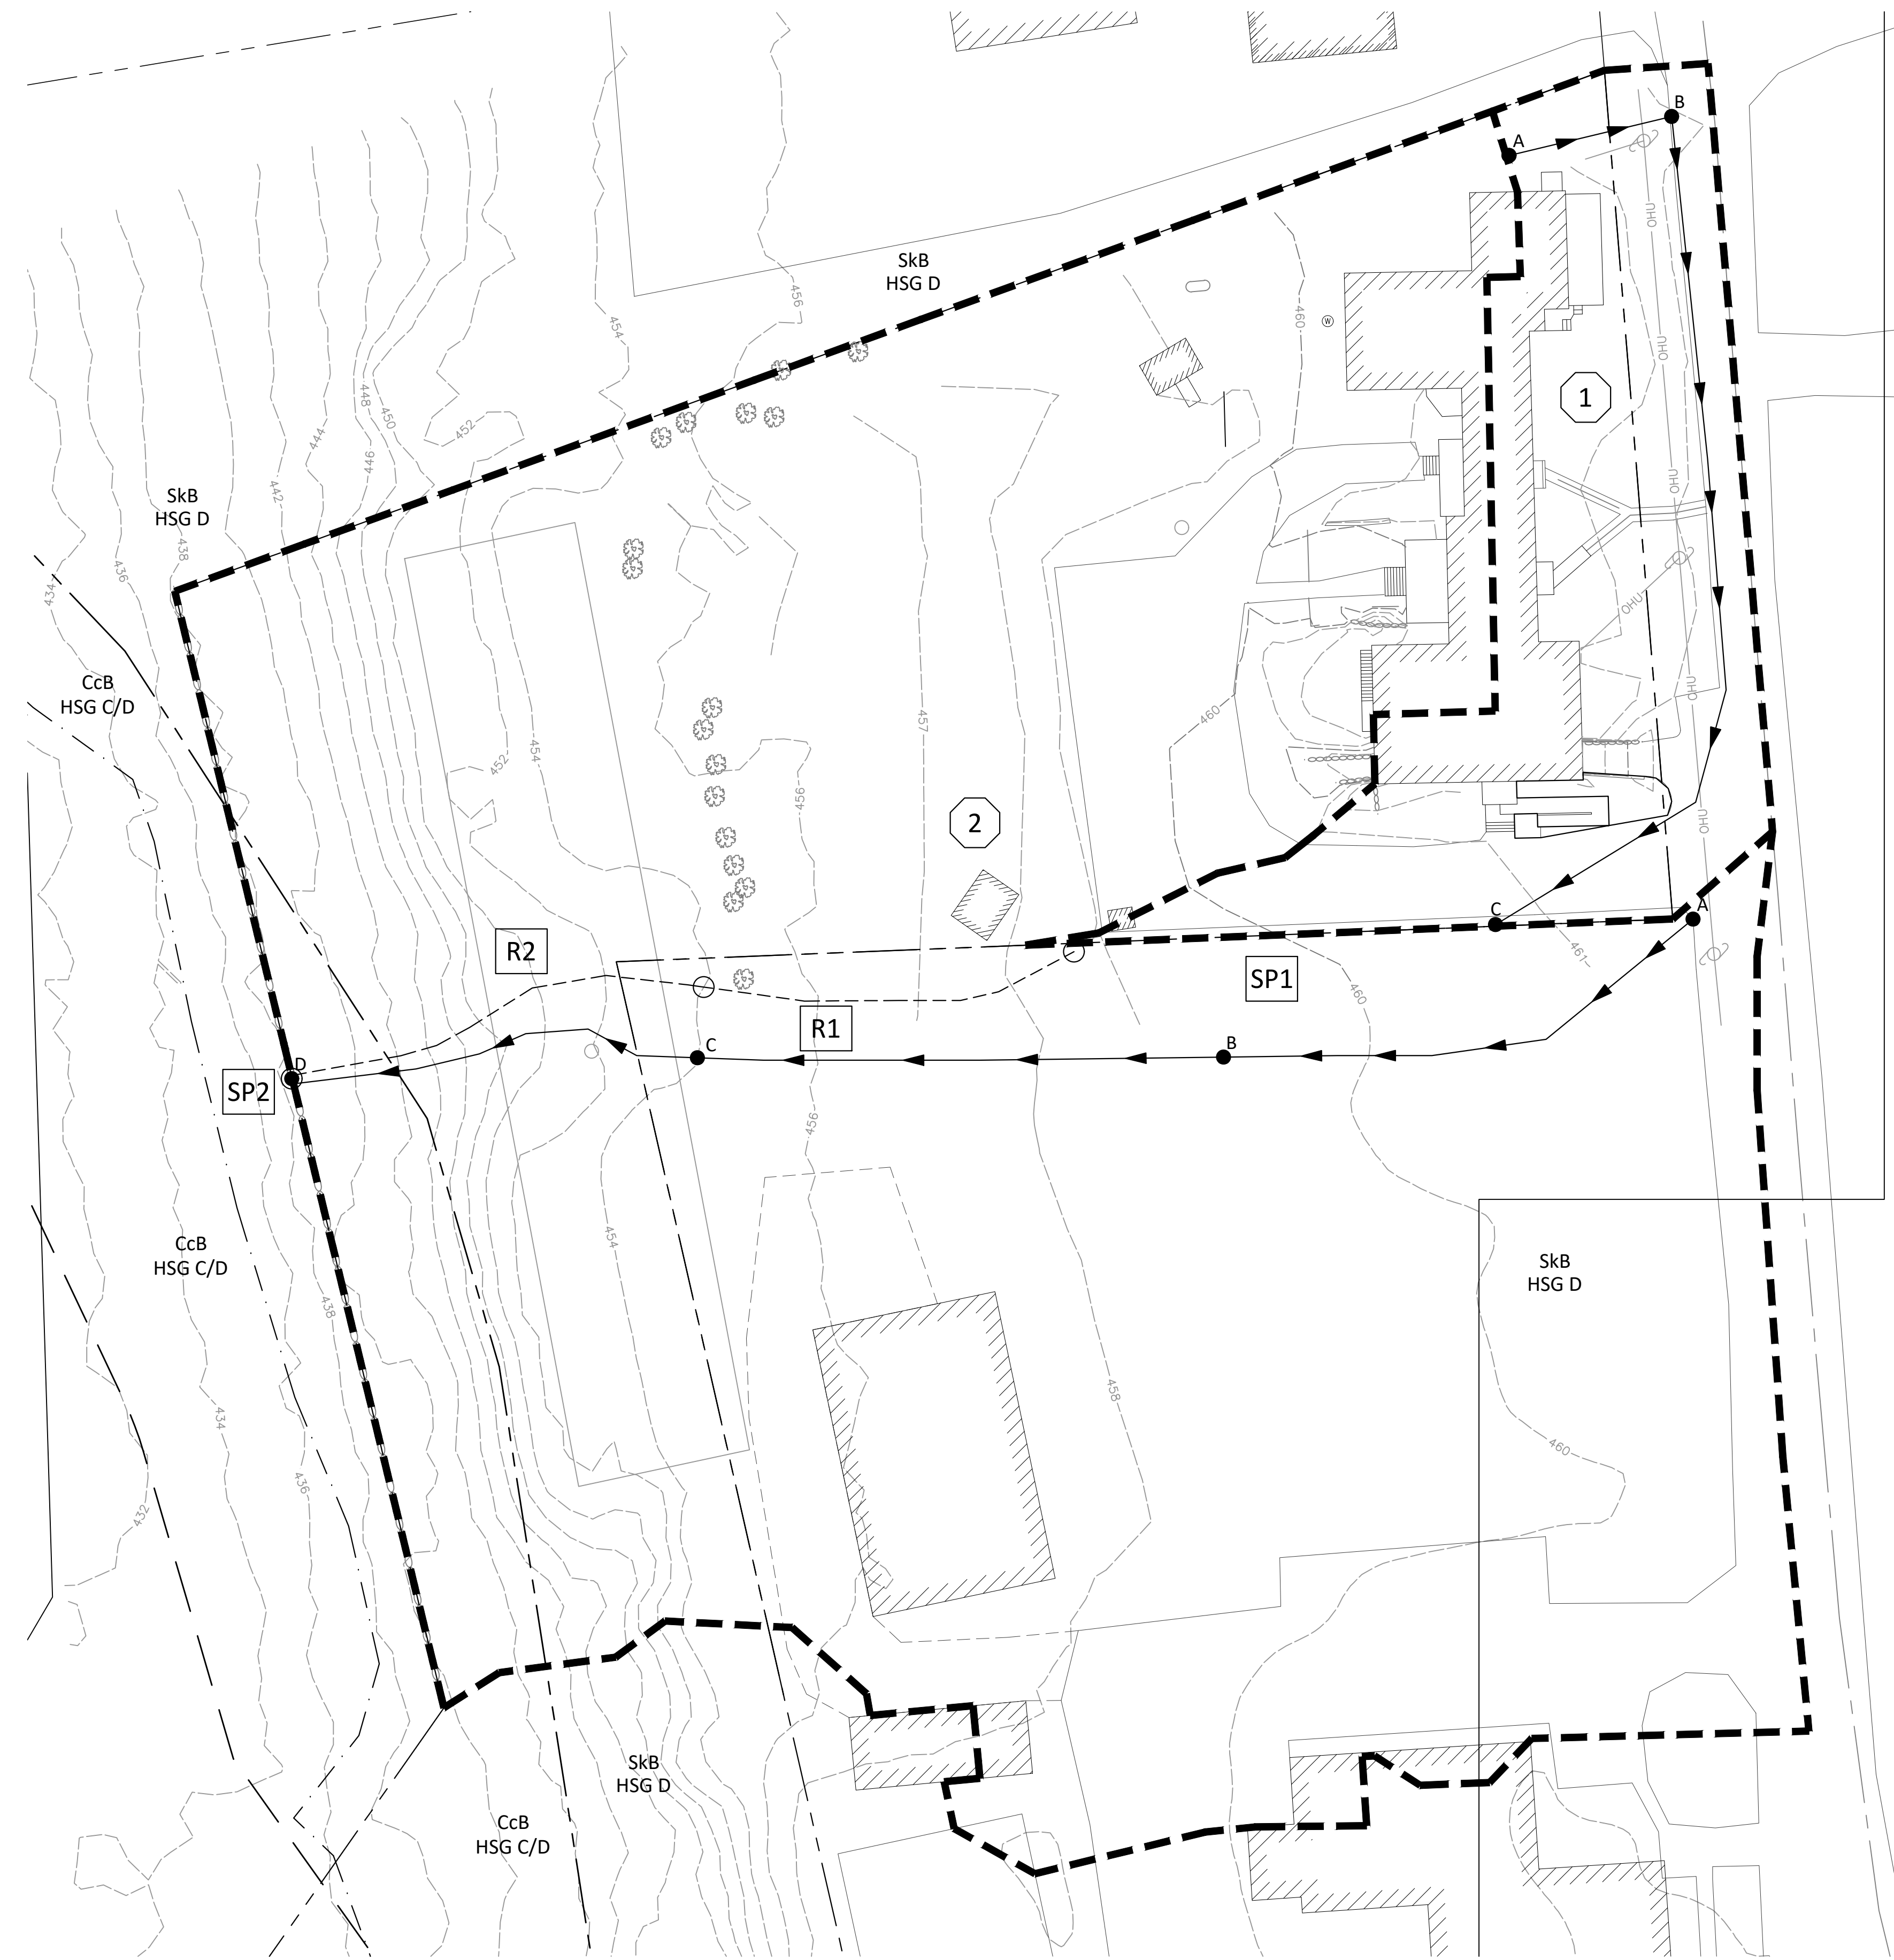 B
A
OHU
SkB
HSG D
456
454
460
W
OHU
448
450
1
452
444
446
OHU
442
SkB
HSG D
438
436
434
OHU
CcB
HSG C/D
OHU
460
457
454
452
456
2
OHU
C
A
R2
461
SP1
460
R1
C
B
D
SP2
456
454
CcB
HSG C/D
SkB
HSG D
438
458
434
460
436
432
SkB
HSG D
CcB
HSG C/D